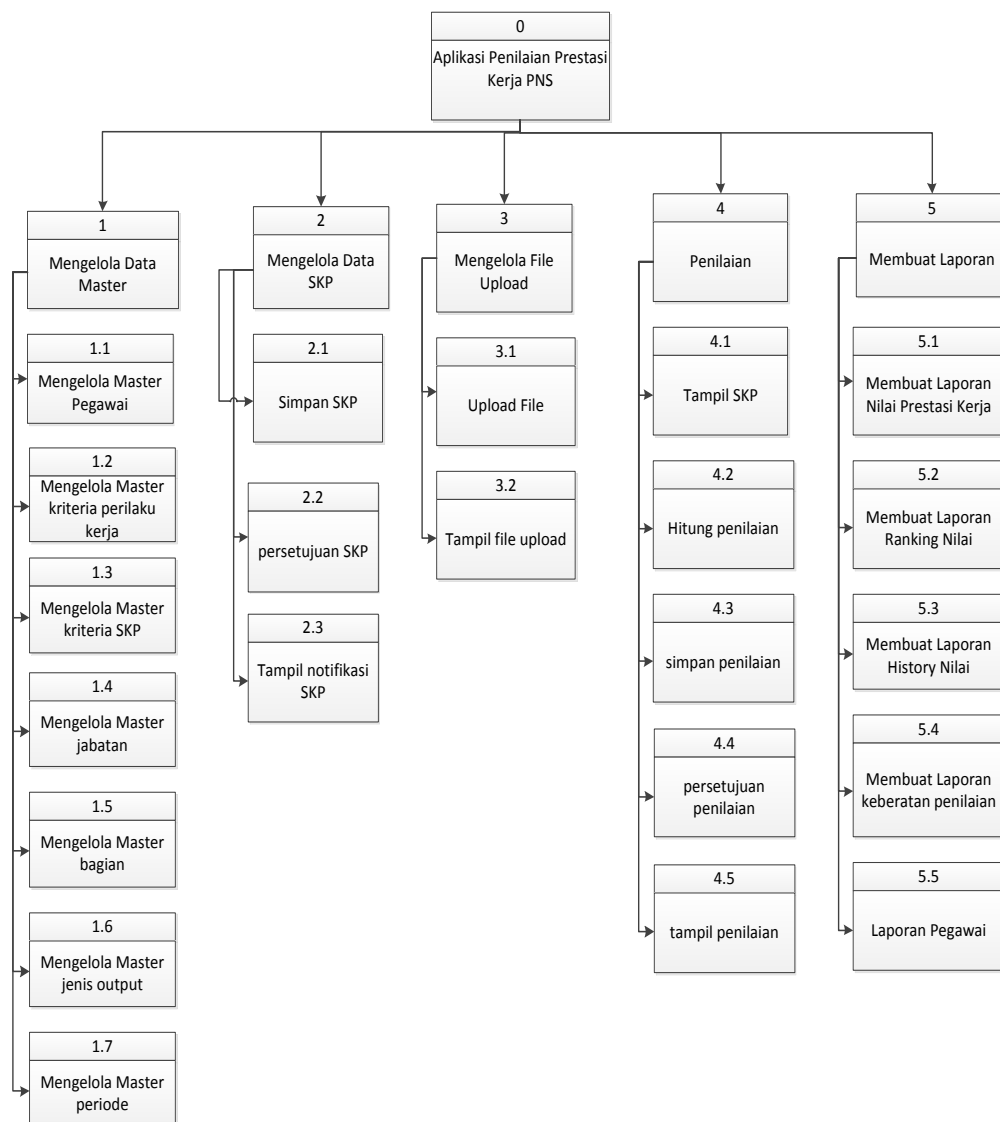 0
Aplikasi Penilaian Prestasi
Kerja PNS
1
Mengelola Data
Master
1.1
Mengelola Master
Pegawai
1.2
Mengelola Master
kriteria perilaku
kerja
1.3
Mengelola Master
kriteria SKP
1.4
Mengelola Master
jabatan
1.5
Mengelola Master
bagian
1.6
Mengelola Master
jenis output
1.7
Mengelola Master
periode
2
Mengelola Data
SKP
2.1
Simpan SKP
2.2
persetujuan SKP
2.3
Tampil notifikasi
SKP
3
Mengelola File
Upload
3.1
Upload File
3.2
Tampil file upload
4
Penilaian
4.1
Tampil SKP
4.2
Hitung penilaian
4.3
simpan penilaian
4.4
persetujuan
penilaian
4.5
tampil penilaian
5
Membuat Laporan
5.1
Membuat Laporan
Nilai Prestasi Kerja
5.2
Membuat Laporan
Ranking Nilai
5.3
Membuat Laporan
History Nilai
5.4
Membuat Laporan
keberatan penilaian
5.5
Laporan Pegawai